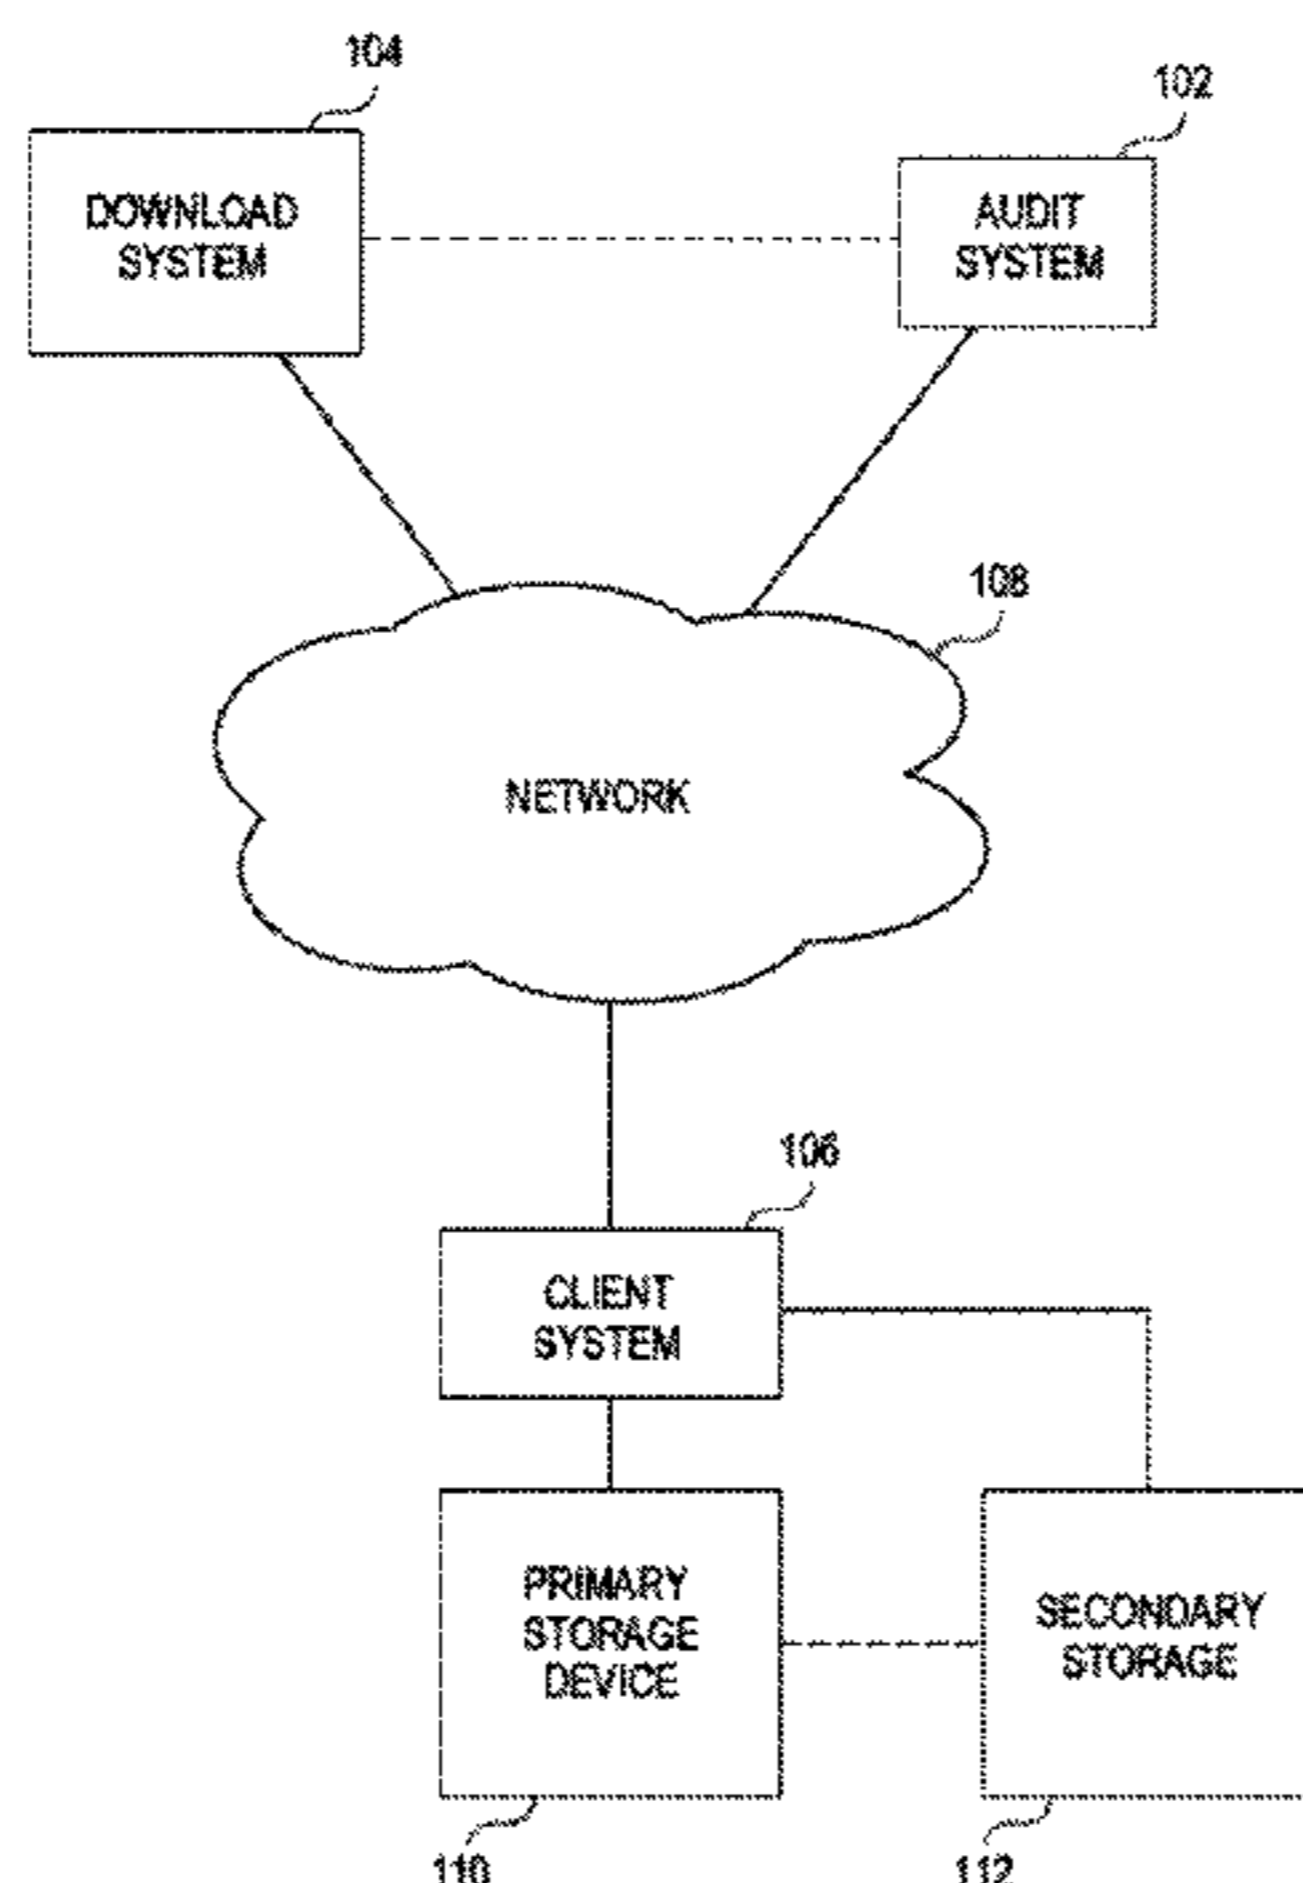 104
102
DOWNLOAD
SYSTEM
AUDIT
SYSTEM
108
NETWORK
106
CLIENT
SYSTEM
PRIMARY
STORAGE
DEVICE
SECONDARY
STORAGE
110
112